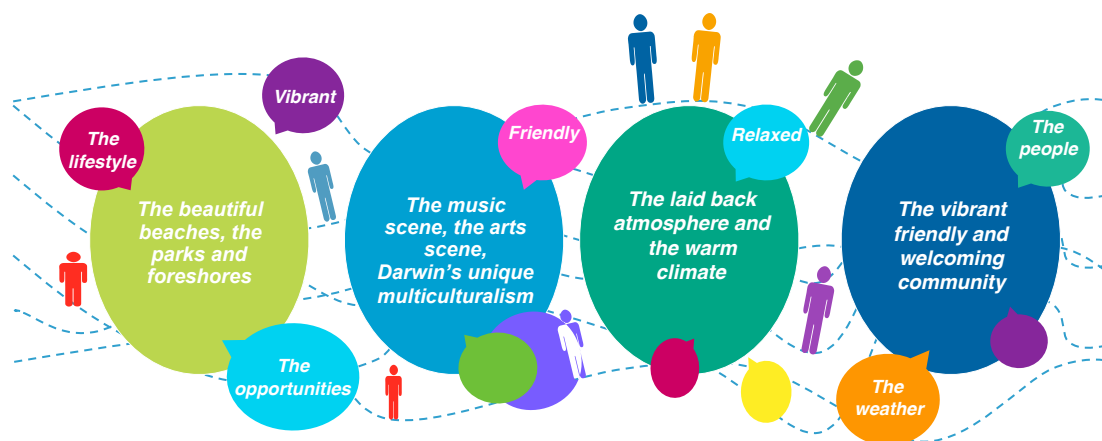 The
lifestyle
Vibrant
The beautiful
beaches, the
parks and
foreshores
The
opportunities
Friendly
The music
scene, the arts
scene,
Darwin’s unique
multiculturalism
Relaxed
The laid back
atmosphere and
the warm
climate
The
people
The vibrant
friendly and
welcoming
community
The
weather